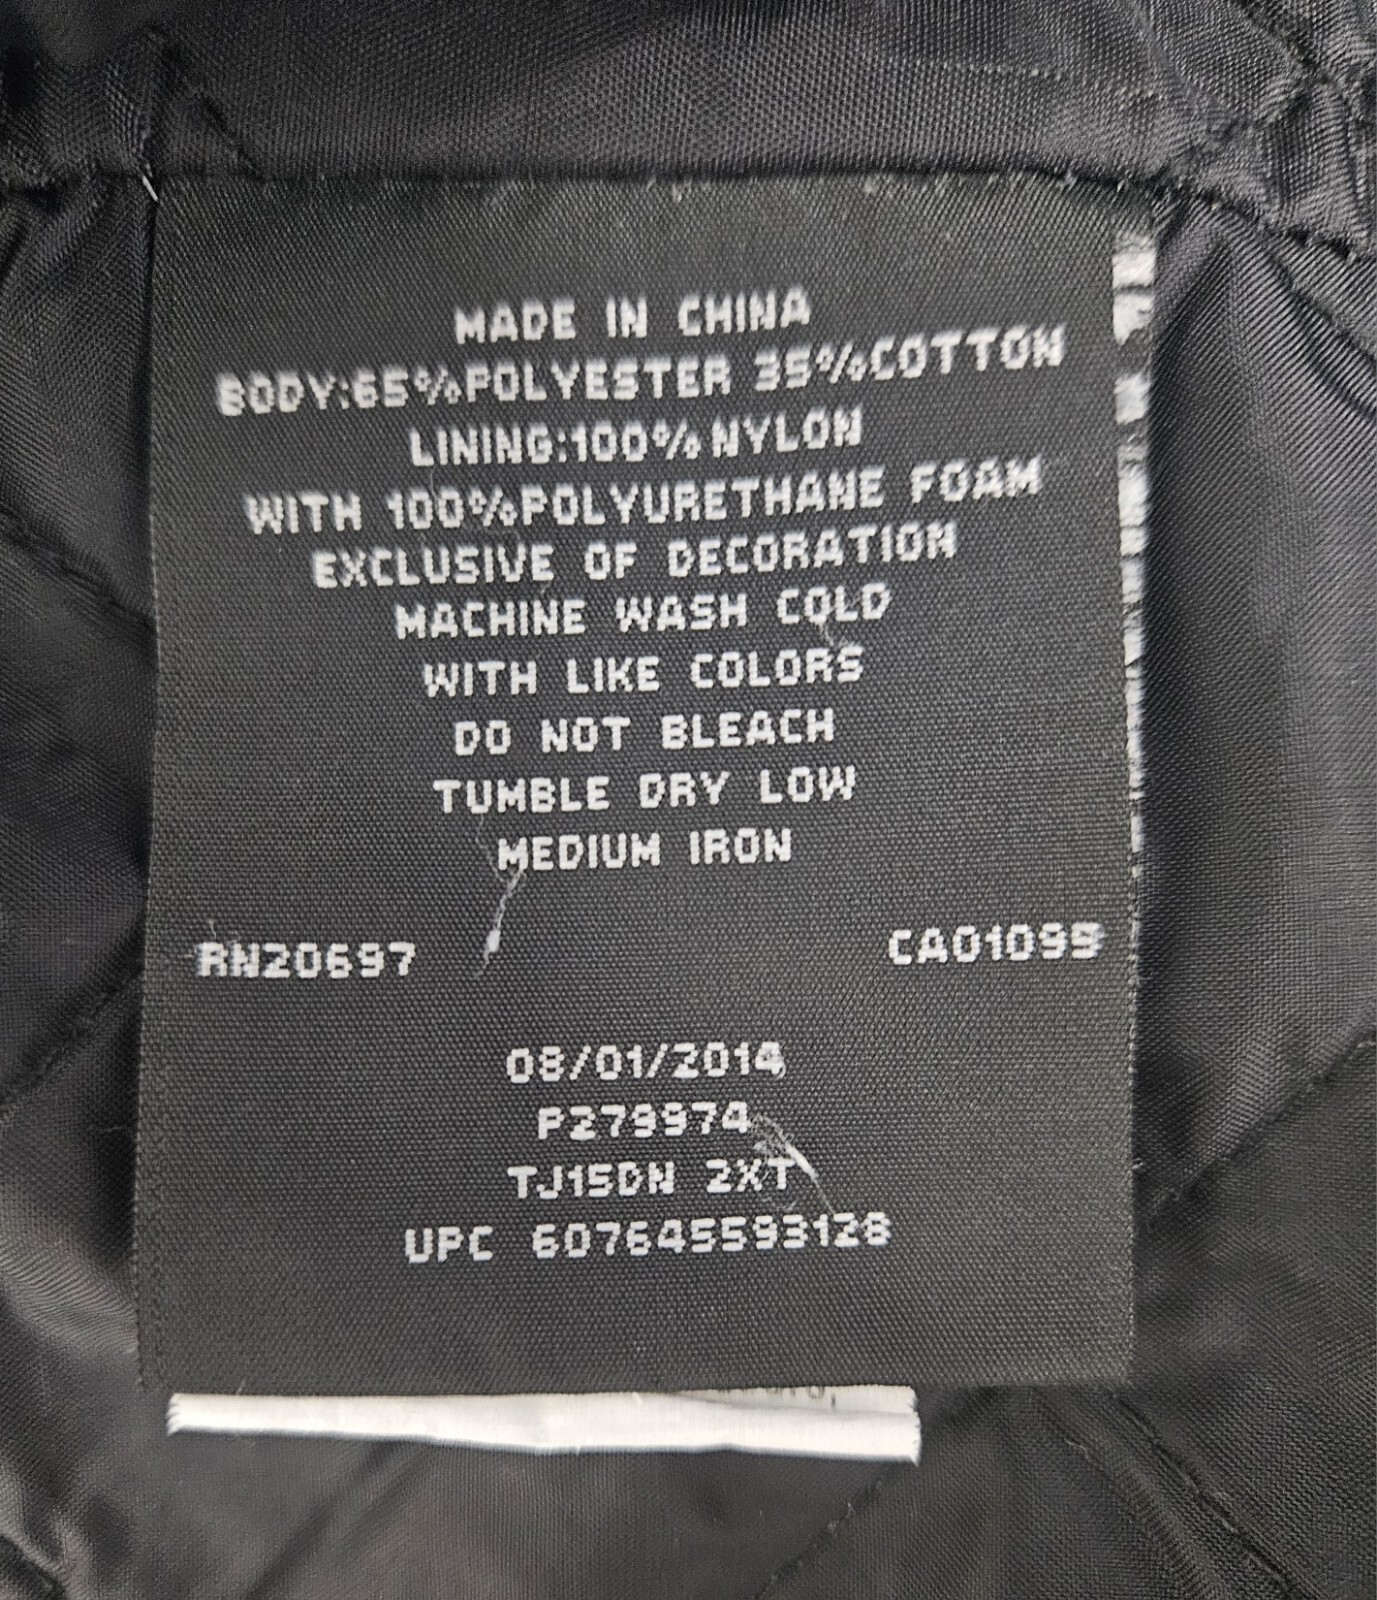 MADE IN CHINA
BODY:65%POLYESTER 35%COTTON
LINING:100%NYLON
WITH 100%POLYURETHANE FOAM
EXCLUSIVE OF DECORATION
MACHINE WASH COLD
WITH LIKE COLORS
DO NOT BLEACH
TUMBLE DRY LOW
MEDIUM IRON
RN20697 CA01099
08/01/2014
P279974
TJ15DN 2XT
UPC 607645593128